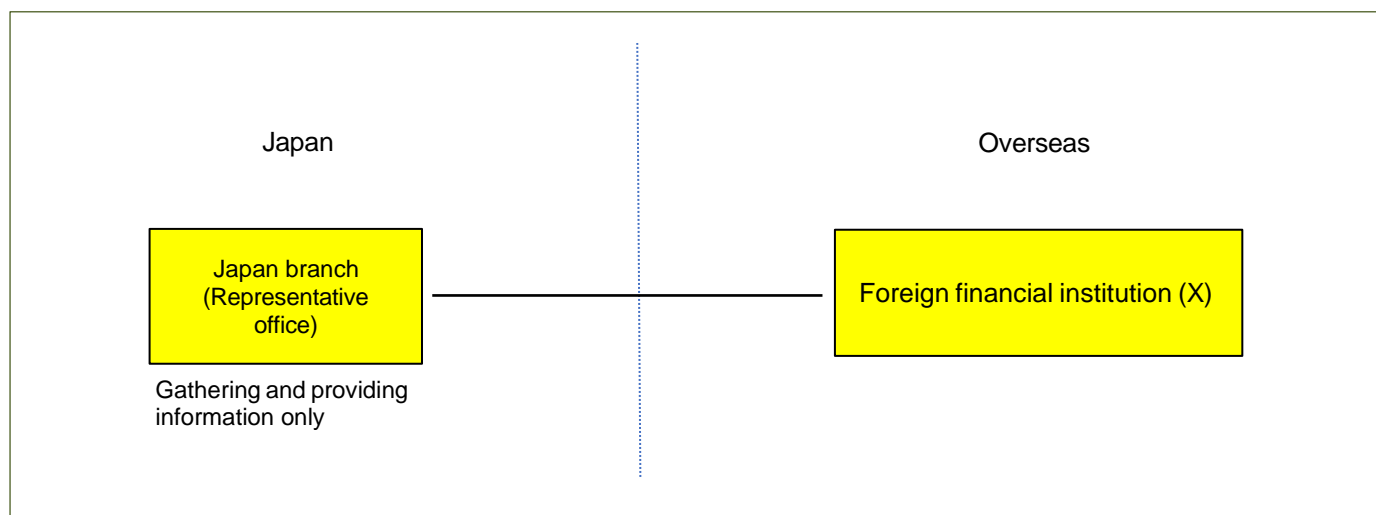 Japan
Overseas
Japan branch
(Representative
office)
Foreign financial institution (X)
Gathering and providing
information only